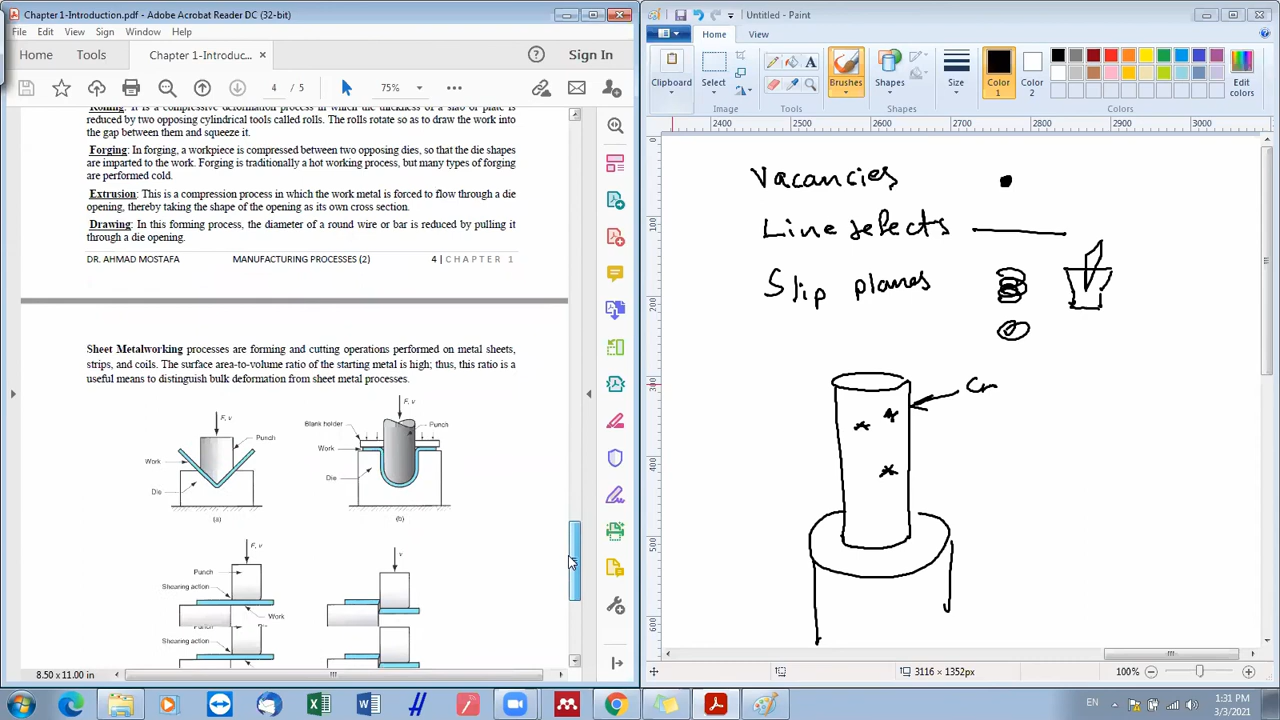 Chapter 1-Introduction.pdf - Adobe Acrobat Reader DC (32-bit)
File Edit View Sign Window Help
Home Tools Chapter 1-Introduc... × Sign In
4 / 75%
reduced by two opposing cylindrical tools called rolls. The rolls rotate so as to draw the work into
the gap between them and squeeze it.
Forging: In forging, a workpiece is compressed between two opposing dies, so that the die shapes
are imparted to the work. Forging is traditionally a hot working process, but many types of forging
are performed cold.
Extrusion: This is a compression process in which the work metal is forced to flow through a die
opening, thereby taking the shape of the opening as its own cross section.
Drawing: In this forming process, the diameter of a round wire or bar is reduced by pulling it
through a die opening.
DR. AHMAD MOSTAFA MANUFACTURING PROCESSES (2) 4 | CHAPTER 1
Sheet Metalworking processes are forming and cutting operations performed on metal sheets,
strips, and coils. The surface area-to-volume ratio of the starting metal is high; thus, this ratio is a
useful means to distinguish bulk deformation from sheet metal processes.
F, v
Punch
Work
Die
(a)
F, v
Blank holder
Punch
Work
Die
(b)
F, v
Punch
Shearing action
Work
Shearing action
v
8.50 x 11.00 in
Untitled - Paint
Home View
Clipboard
Select
Image
Tools
Brushes
Shapes
Shapes
Size
Color 1
Color 2
Edit colors
Colors
2400 2500 2600 2700 2800 2900 3000
0
100
200
300
400
500
600
Vacancies
Line
Slip planes
3116 × 1352px
100%
EN
1:31 PM
3/3/2021